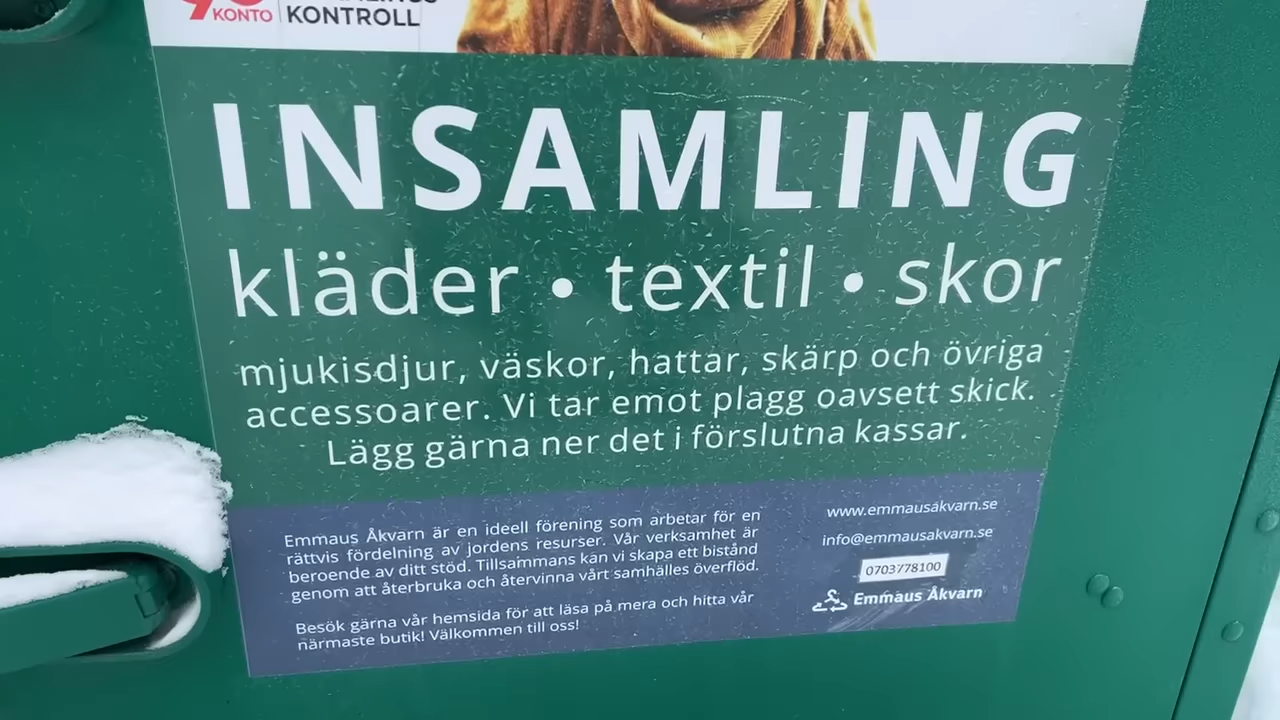 90
KONTO
KONTROLL
INSAMLING
kläder • textil • skor
mjukisdjur, väskor, hattar, skärp och övriga
accessoarer. Vi tar emot plagg oavsett skick.
Lägg gärna ner det i förslutna kassar.
Emmaus Åkvarn är en ideell förening som arbetar för en
rättvis fördelning av jordens resurser. Vår verksamhet är
beroende av ditt stöd. Tillsammans kan vi skapa ett bistånd
genom att återbruka och återvinna vårt samhälles överflöd.
Besök gärna vår hemsida för att läsa på mera och hitta vår
närmaste butik! Välkommen till oss!
www.emmausakvarn.se
info@emmausakvarn.se
0703778100
Emmaus Åkvarn